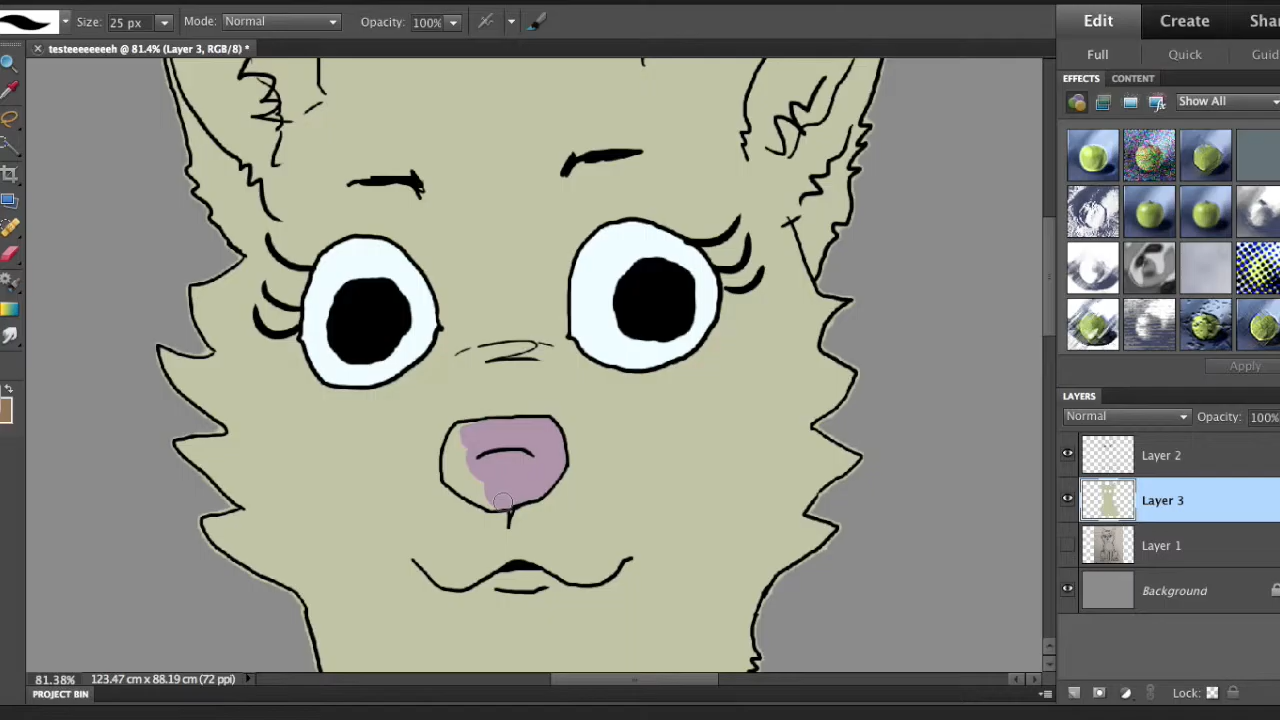 Size: 25 px Mode: Normal Opacity: 100%
Edit Create Shar
testeeeeeeeh @ 81.4% (Layer 3, RGB/8) *
Full Quick Guid
EFFECTS CONTENT
Show All
Apply
LAYERS
Normal Opacity: 100%
Layer 2
Layer 3
Layer 1
Background
81.38% 123.47 cm x 88.19 cm (72 ppi)
PROJECT BIN
Lock: